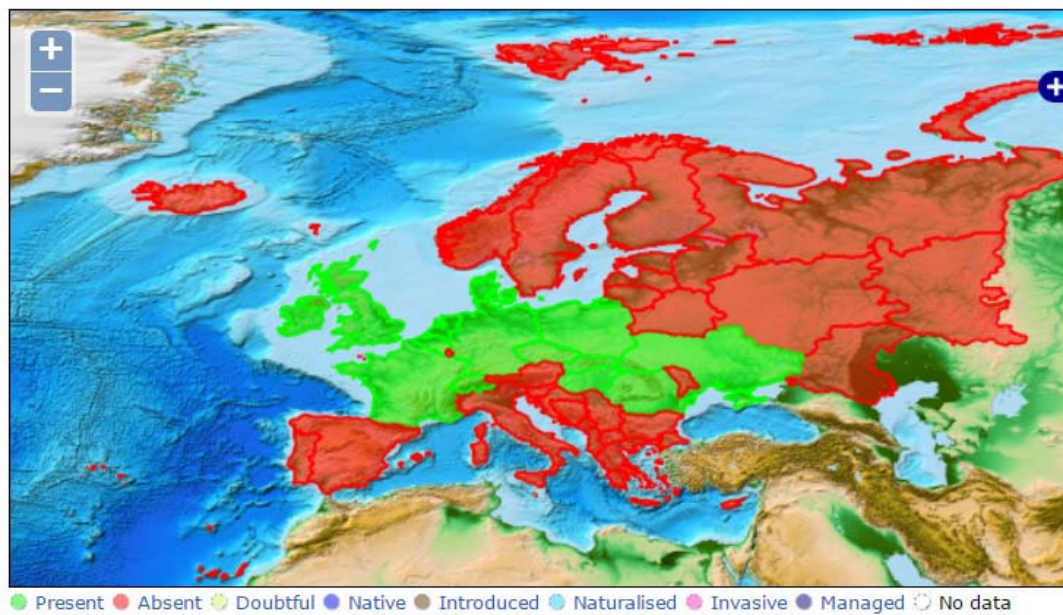 +
−
+
Present Absent Doubtful Native Introduced Naturalised Invasive Managed No data